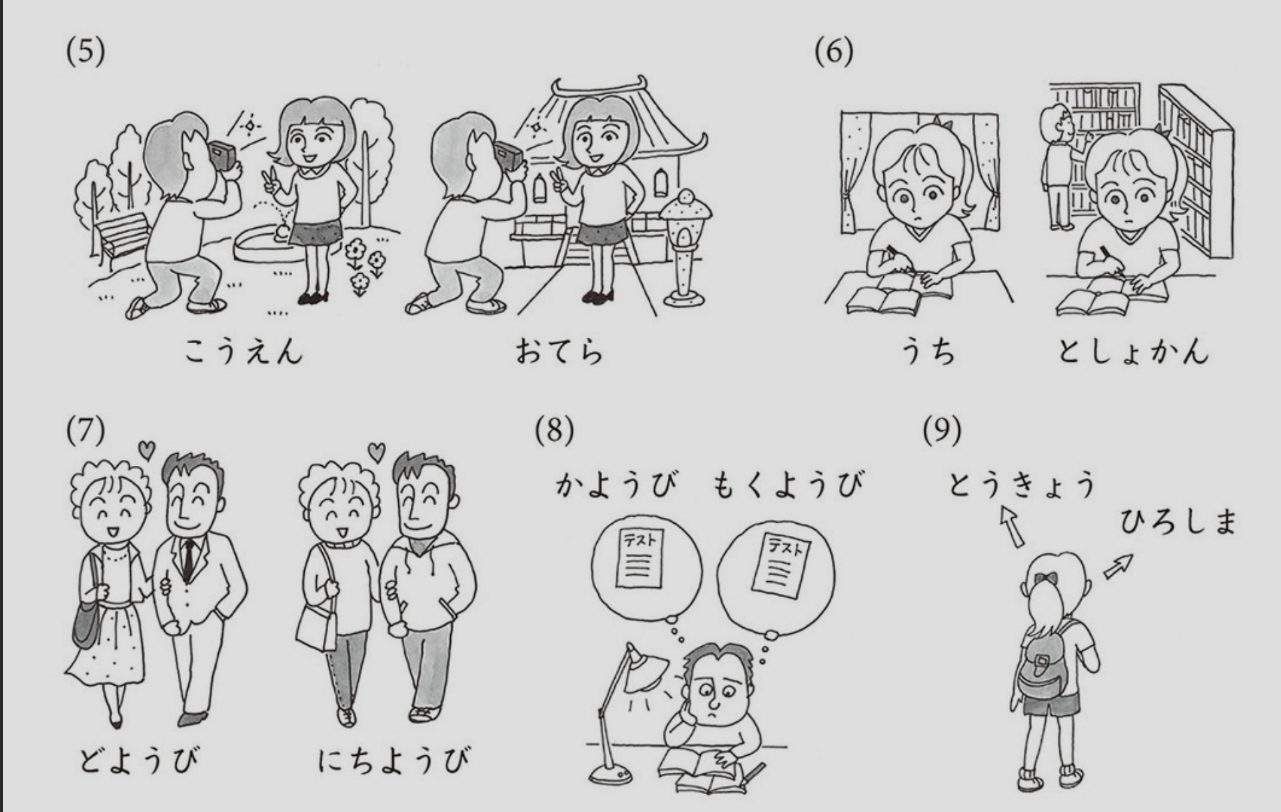 (5)
こうえん
おてら
(6)
うち
としょかん
(7)
どようび
にちようび
(8)
かようび
もくようび
テスト
テスト
(9)
とうきょう
ひろしま